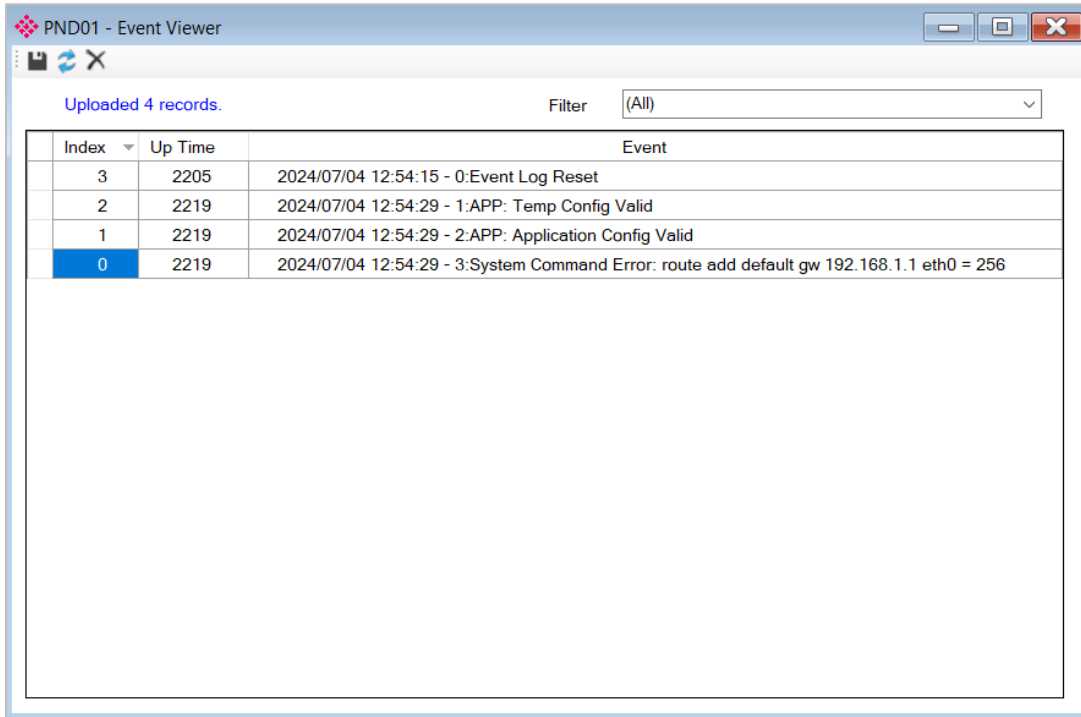 PND01 - Event Viewer
Uploaded 4 records. Filter (All)
Index Up Time Event
3 2205 2024/07/04 12:54:15 - 0:Event Log Reset
2 2219 2024/07/04 12:54:29 - 1:APP: Temp Config Valid
1 2219 2024/07/04 12:54:29 - 2:APP: Application Config Valid
0 2219 2024/07/04 12:54:29 - 3:System Command Error: route add default gw 192.168.1.1 eth0 = 256